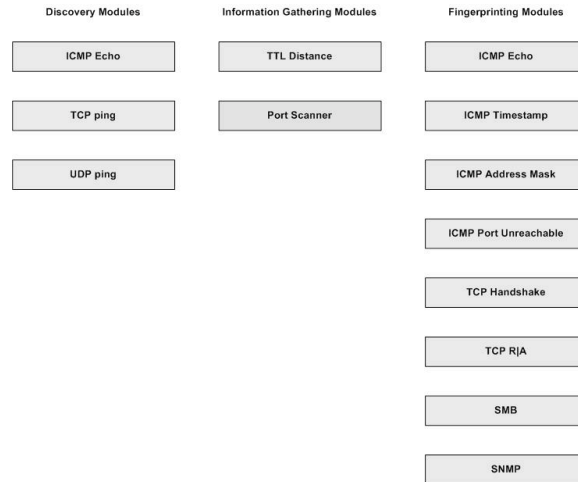 Discovery Modules
Information Gathering Modules
Fingerprinting Modules
ICMP Echo
TTL Distance
ICMP Echo
TCP ping
Port Scanner
ICMP Timestamp
UDP ping
ICMP Address Mask
ICMP Port Unreachable
TCP Handshake
TCP R|A
SMB
SNMP